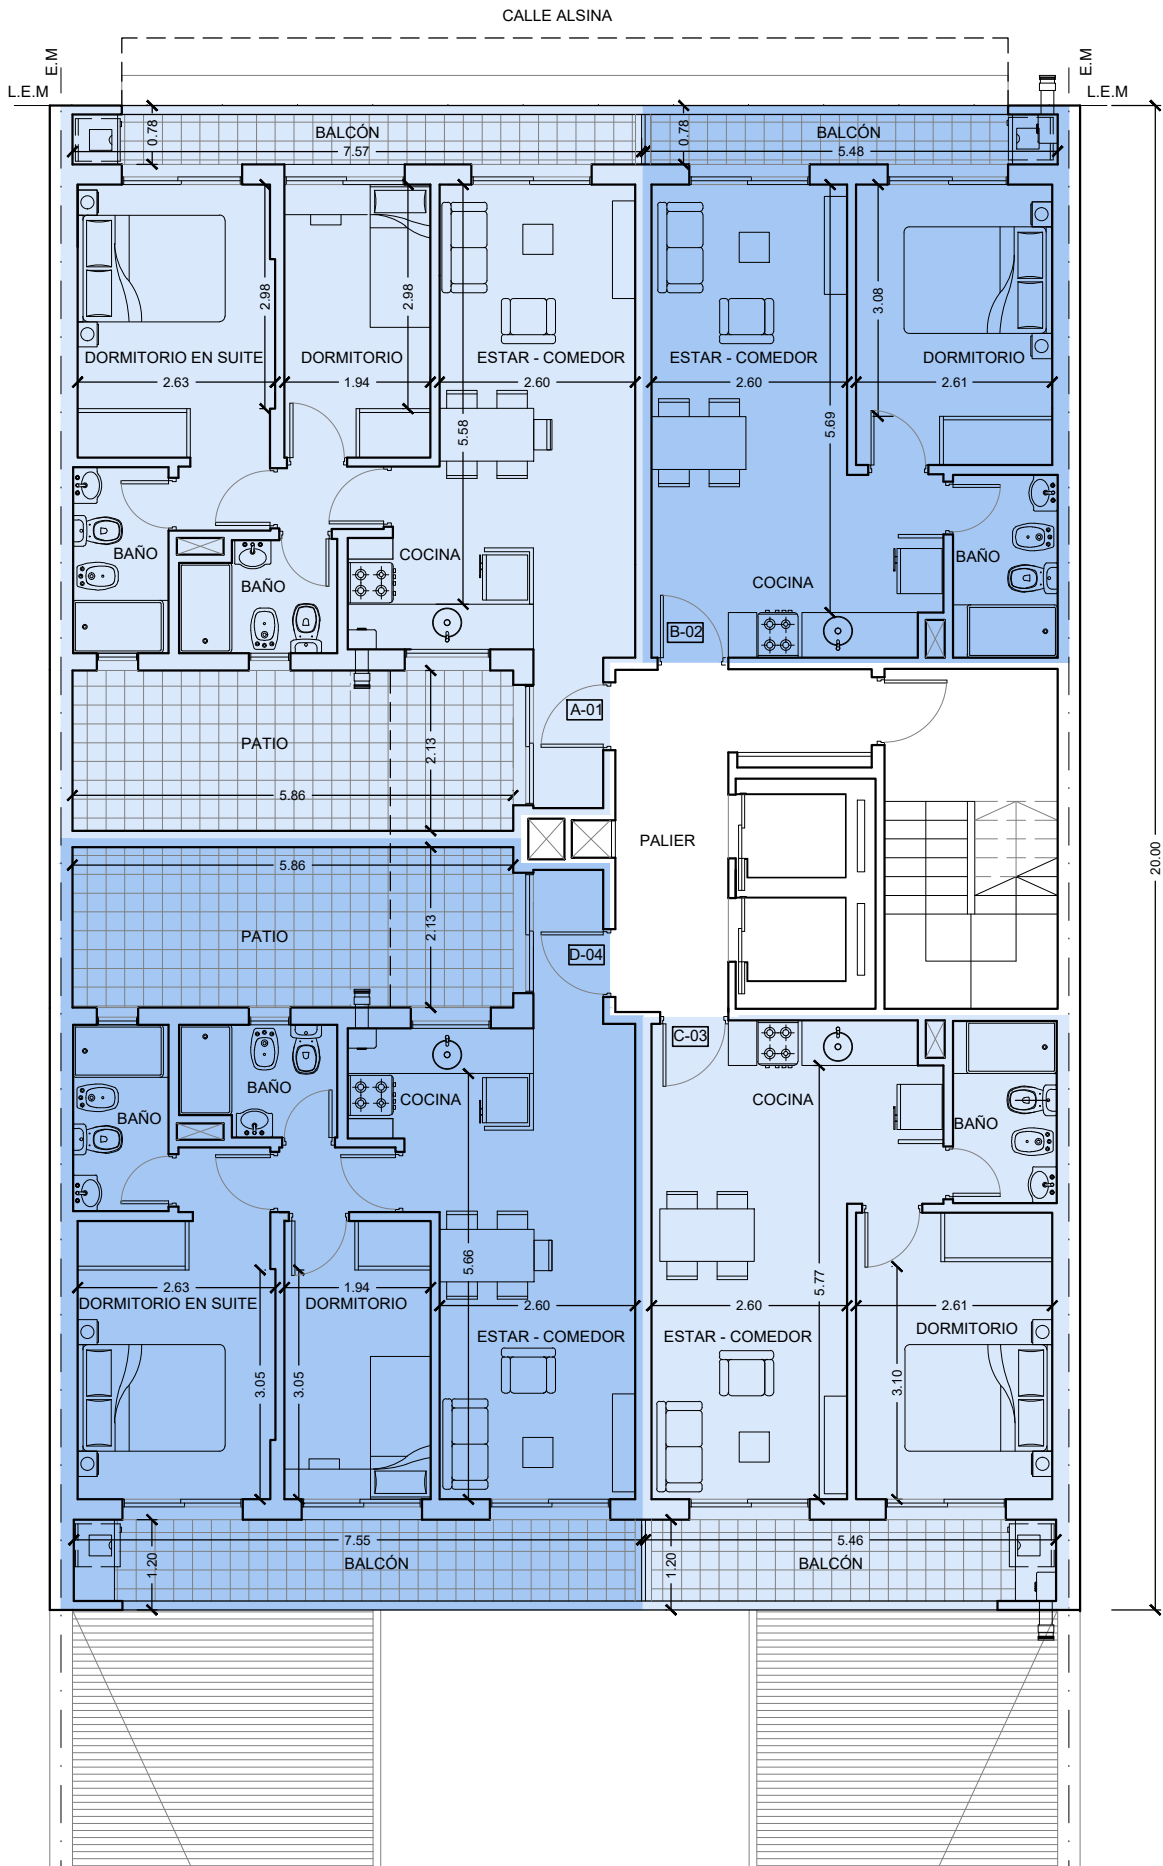 CALLE ALSINA
E.M
E.M
L.E.M
L.E.M
0.78
BALCÓN
7.57
0.78
BALCÓN
5.48
2.98
2.98
3.08
DORMITORIO EN SUITE
DORMITORIO
ESTAR - COMEDOR
ESTAR - COMEDOR
DORMITORIO
2.63
1.94
2.60
2.60
2.61
5.58
5.69
BAÑO
BAÑO
COCINA
COCINA
BAÑO
B-02
A-01
PATIO
2.13
5.86
PALIER
20.00
5.86
2.13
PATIO
D-04
C-03
BAÑO
BAÑO
COCINA
COCINA
BAÑO
5.66
5.77
2.63
1.94
2.60
2.60
2.61
DORMITORIO EN SUITE
DORMITORIO
ESTAR - COMEDOR
ESTAR - COMEDOR
DORMITORIO
3.05
3.05
3.10
7.55
5.46
1.20
BALCÓN
1.20
BALCÓN